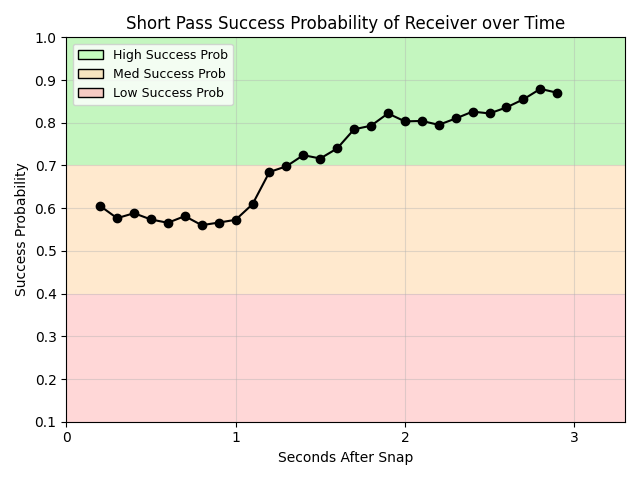 Short Pass Success Probability of Receiver over Time
High Success Prob
Med Success Prob
Low Success Prob
Success Probability
1.0
0.9
0.8
0.7
0.6
0.5
0.4
0.3
0.2
0.1
0 1 2 3
Seconds After Snap